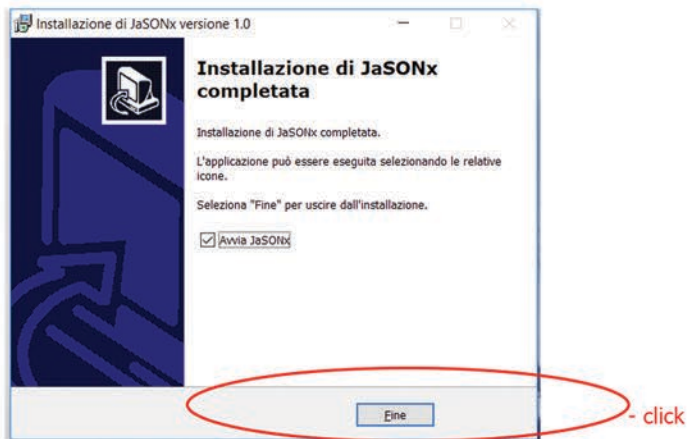 Installazione di JaSONx versione 1.0
Installazione di JaSONx
completata
Installazione di JaSONx completata.
L'applicazione può essere eseguita selezionando le relative
icone.
Seleziona "Fine" per uscire dall'installazione.
Avvia JaSONx
Fine
- click